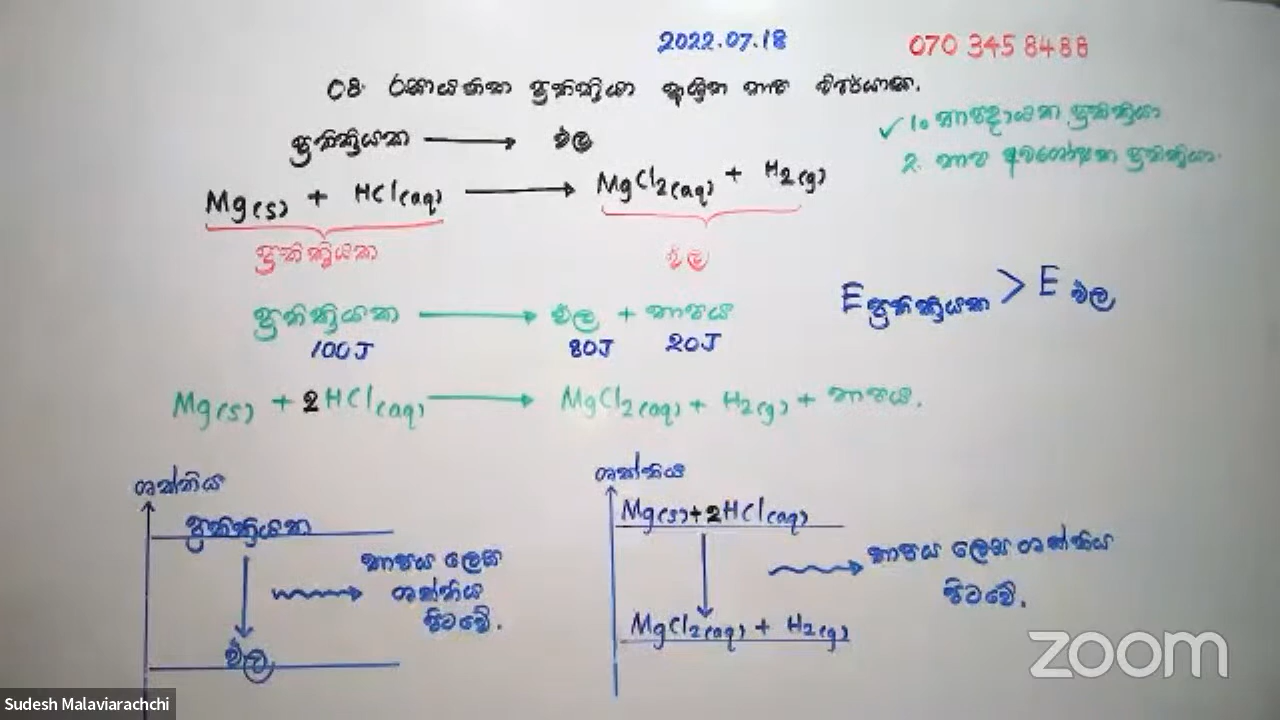 2022.07.18
070 345 8488
08. රසායනික ප්‍රතික්‍රියා ආශ්‍රිත තාප විපර්යාස.
✓ 1. තාපදායක ප්‍රතික්‍රියා
2. තාප අවශෝෂක ප්‍රතික්‍රියා.
ප්‍රතික්‍රියක → ඵල
Mg(s) + HCl(aq) → MgCl2(aq) + H2(g)
ප්‍රතික්‍රියක ඵල
E ප්‍රතික්‍රියක > E ඵල
ප්‍රතික්‍රියක → ඵල + තාපය
100J 80J 20J
Mg(s) + 2HCl(aq) → MgCl2(aq) + H2(g) + තාපය.
ශක්තිය
ප්‍රතික්‍රියක
තාපය ලෙස
ශක්තිය
පිටවේ.
ඵල
ශක්තිය
Mg(s)+2HCl(aq)
තාපය ලෙස ශක්තිය
පිටවේ.
MgCl2(aq) + H2(g)
zoom
Sudesh Malaviarachchi